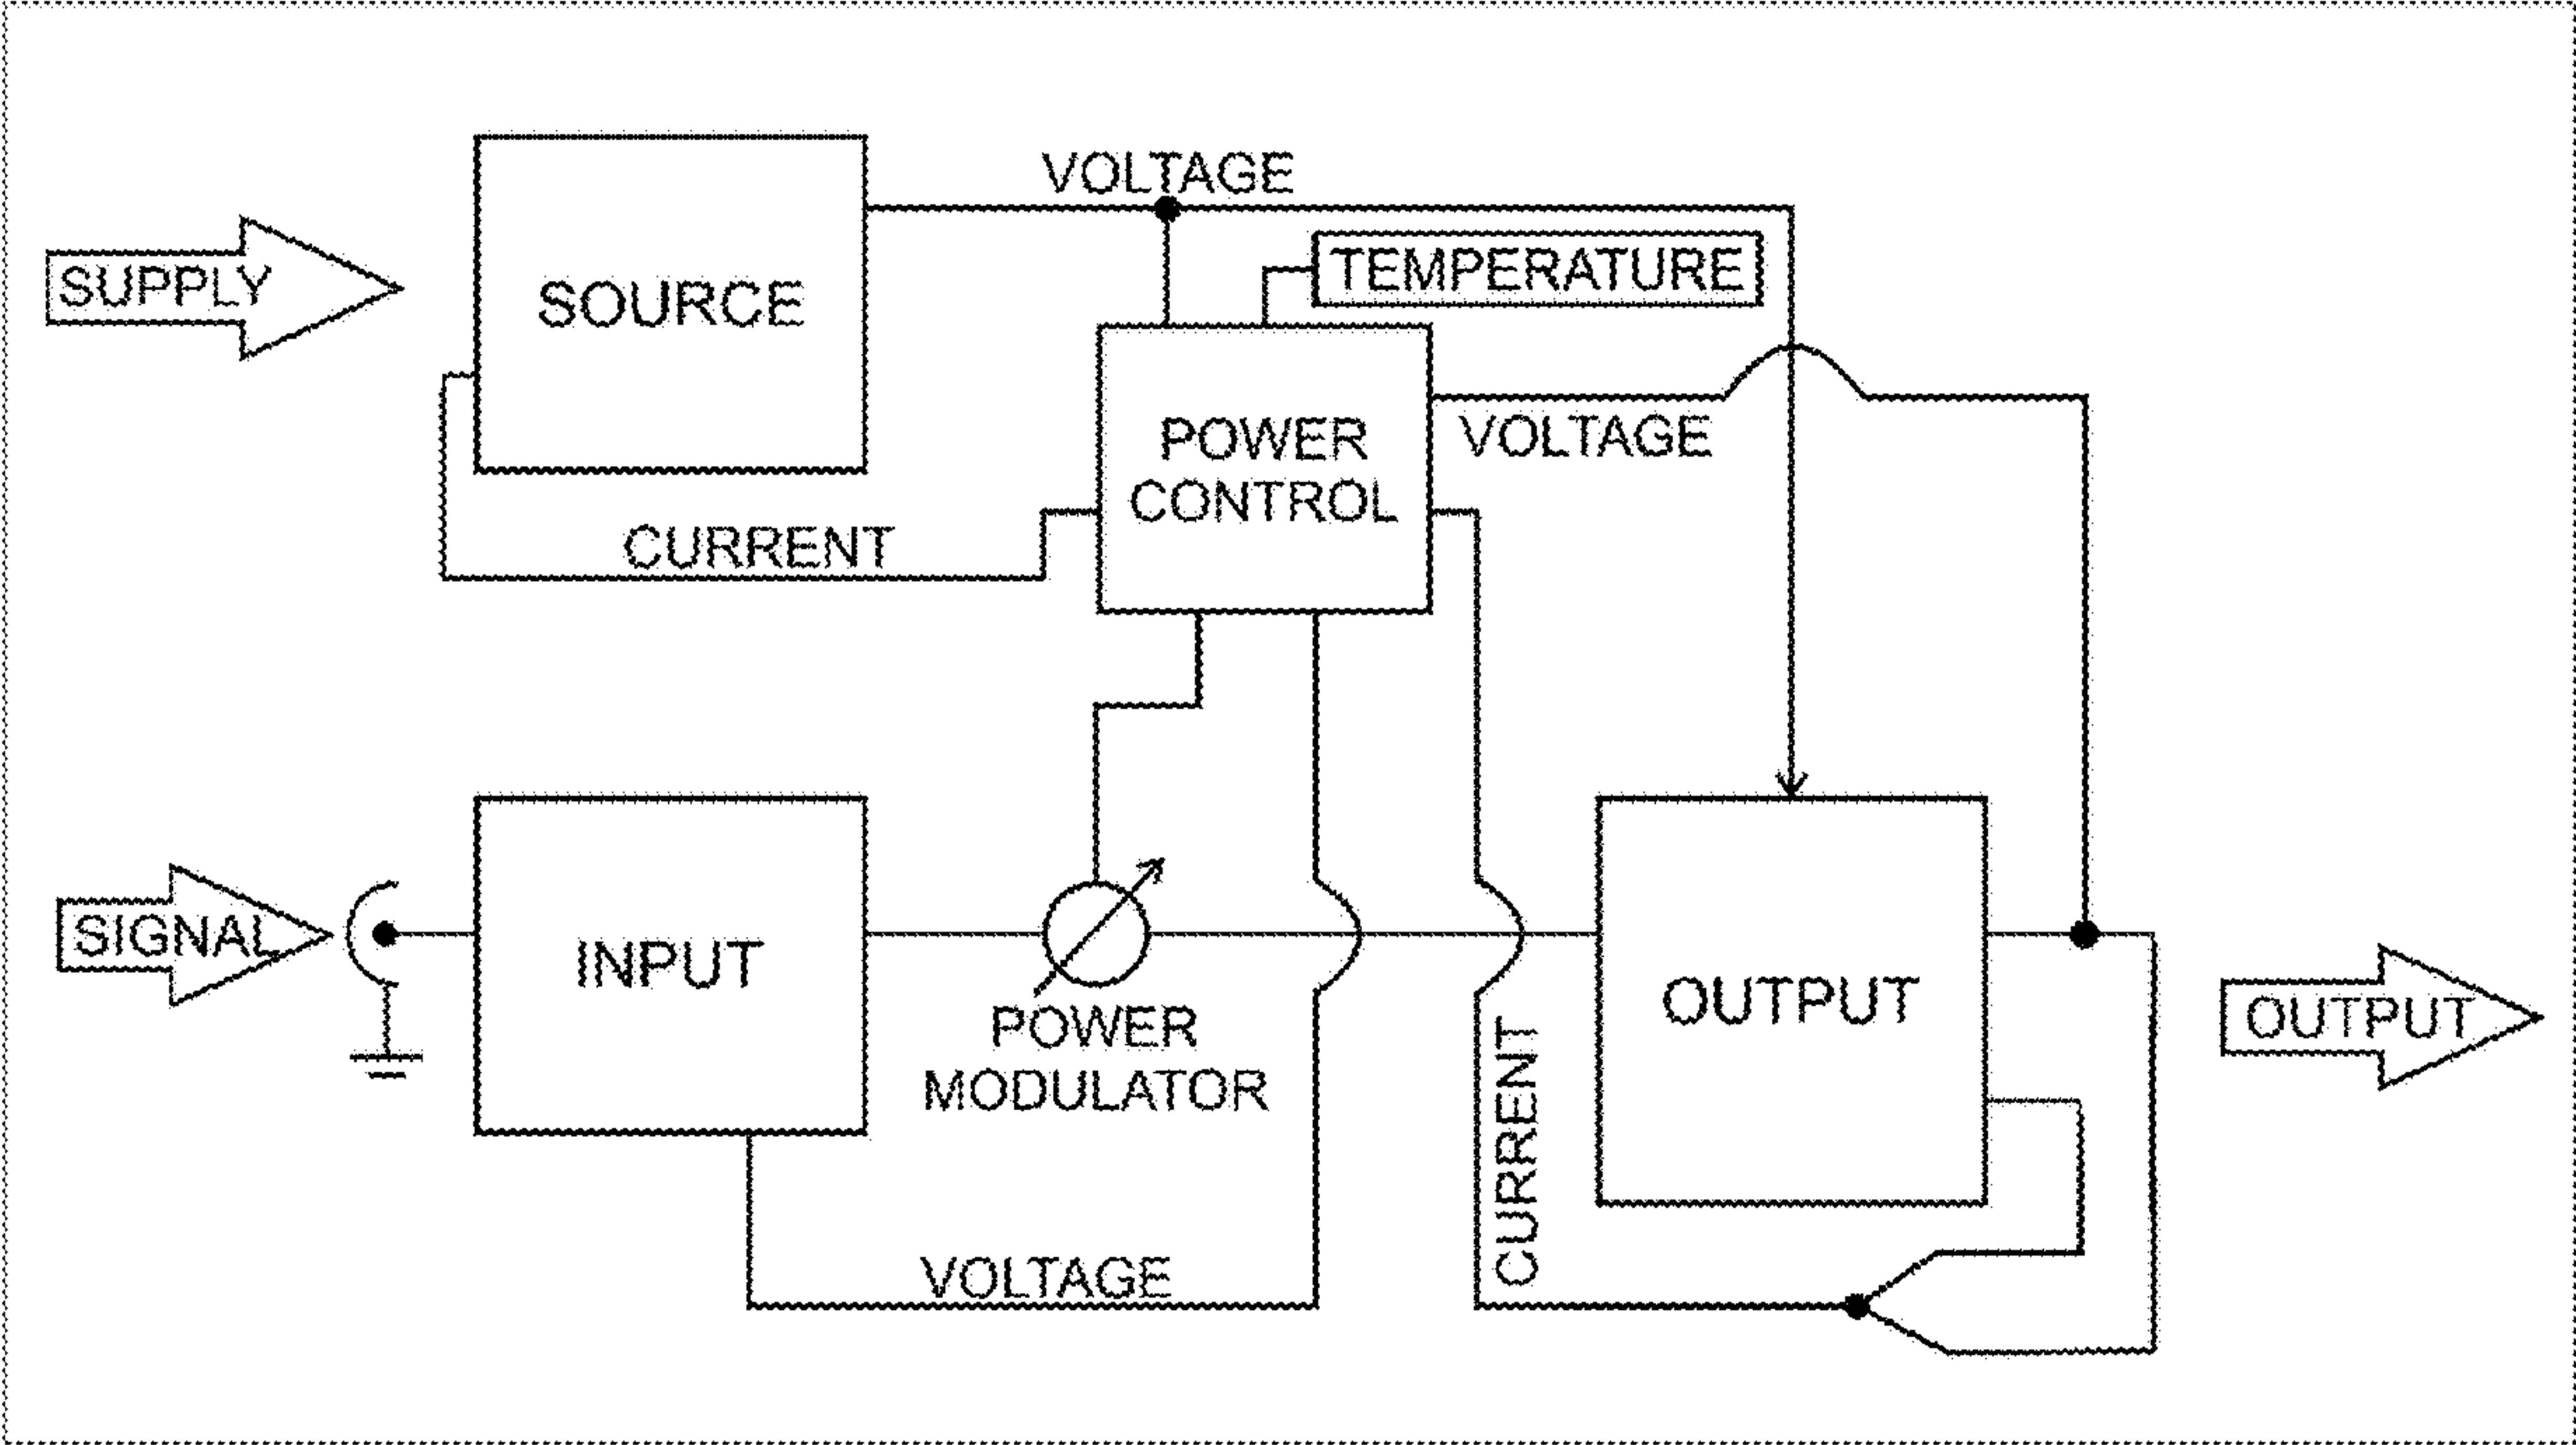 VOLTAGE
SUPPLY
SOURCE
TEMPERATURE
POWER
CONTROL
VOLTAGE
CURRENT
SIGNAL
INPUT
POWER
MODULATOR
OUTPUT
OUTPUT
CURRENT
VOLTAGE